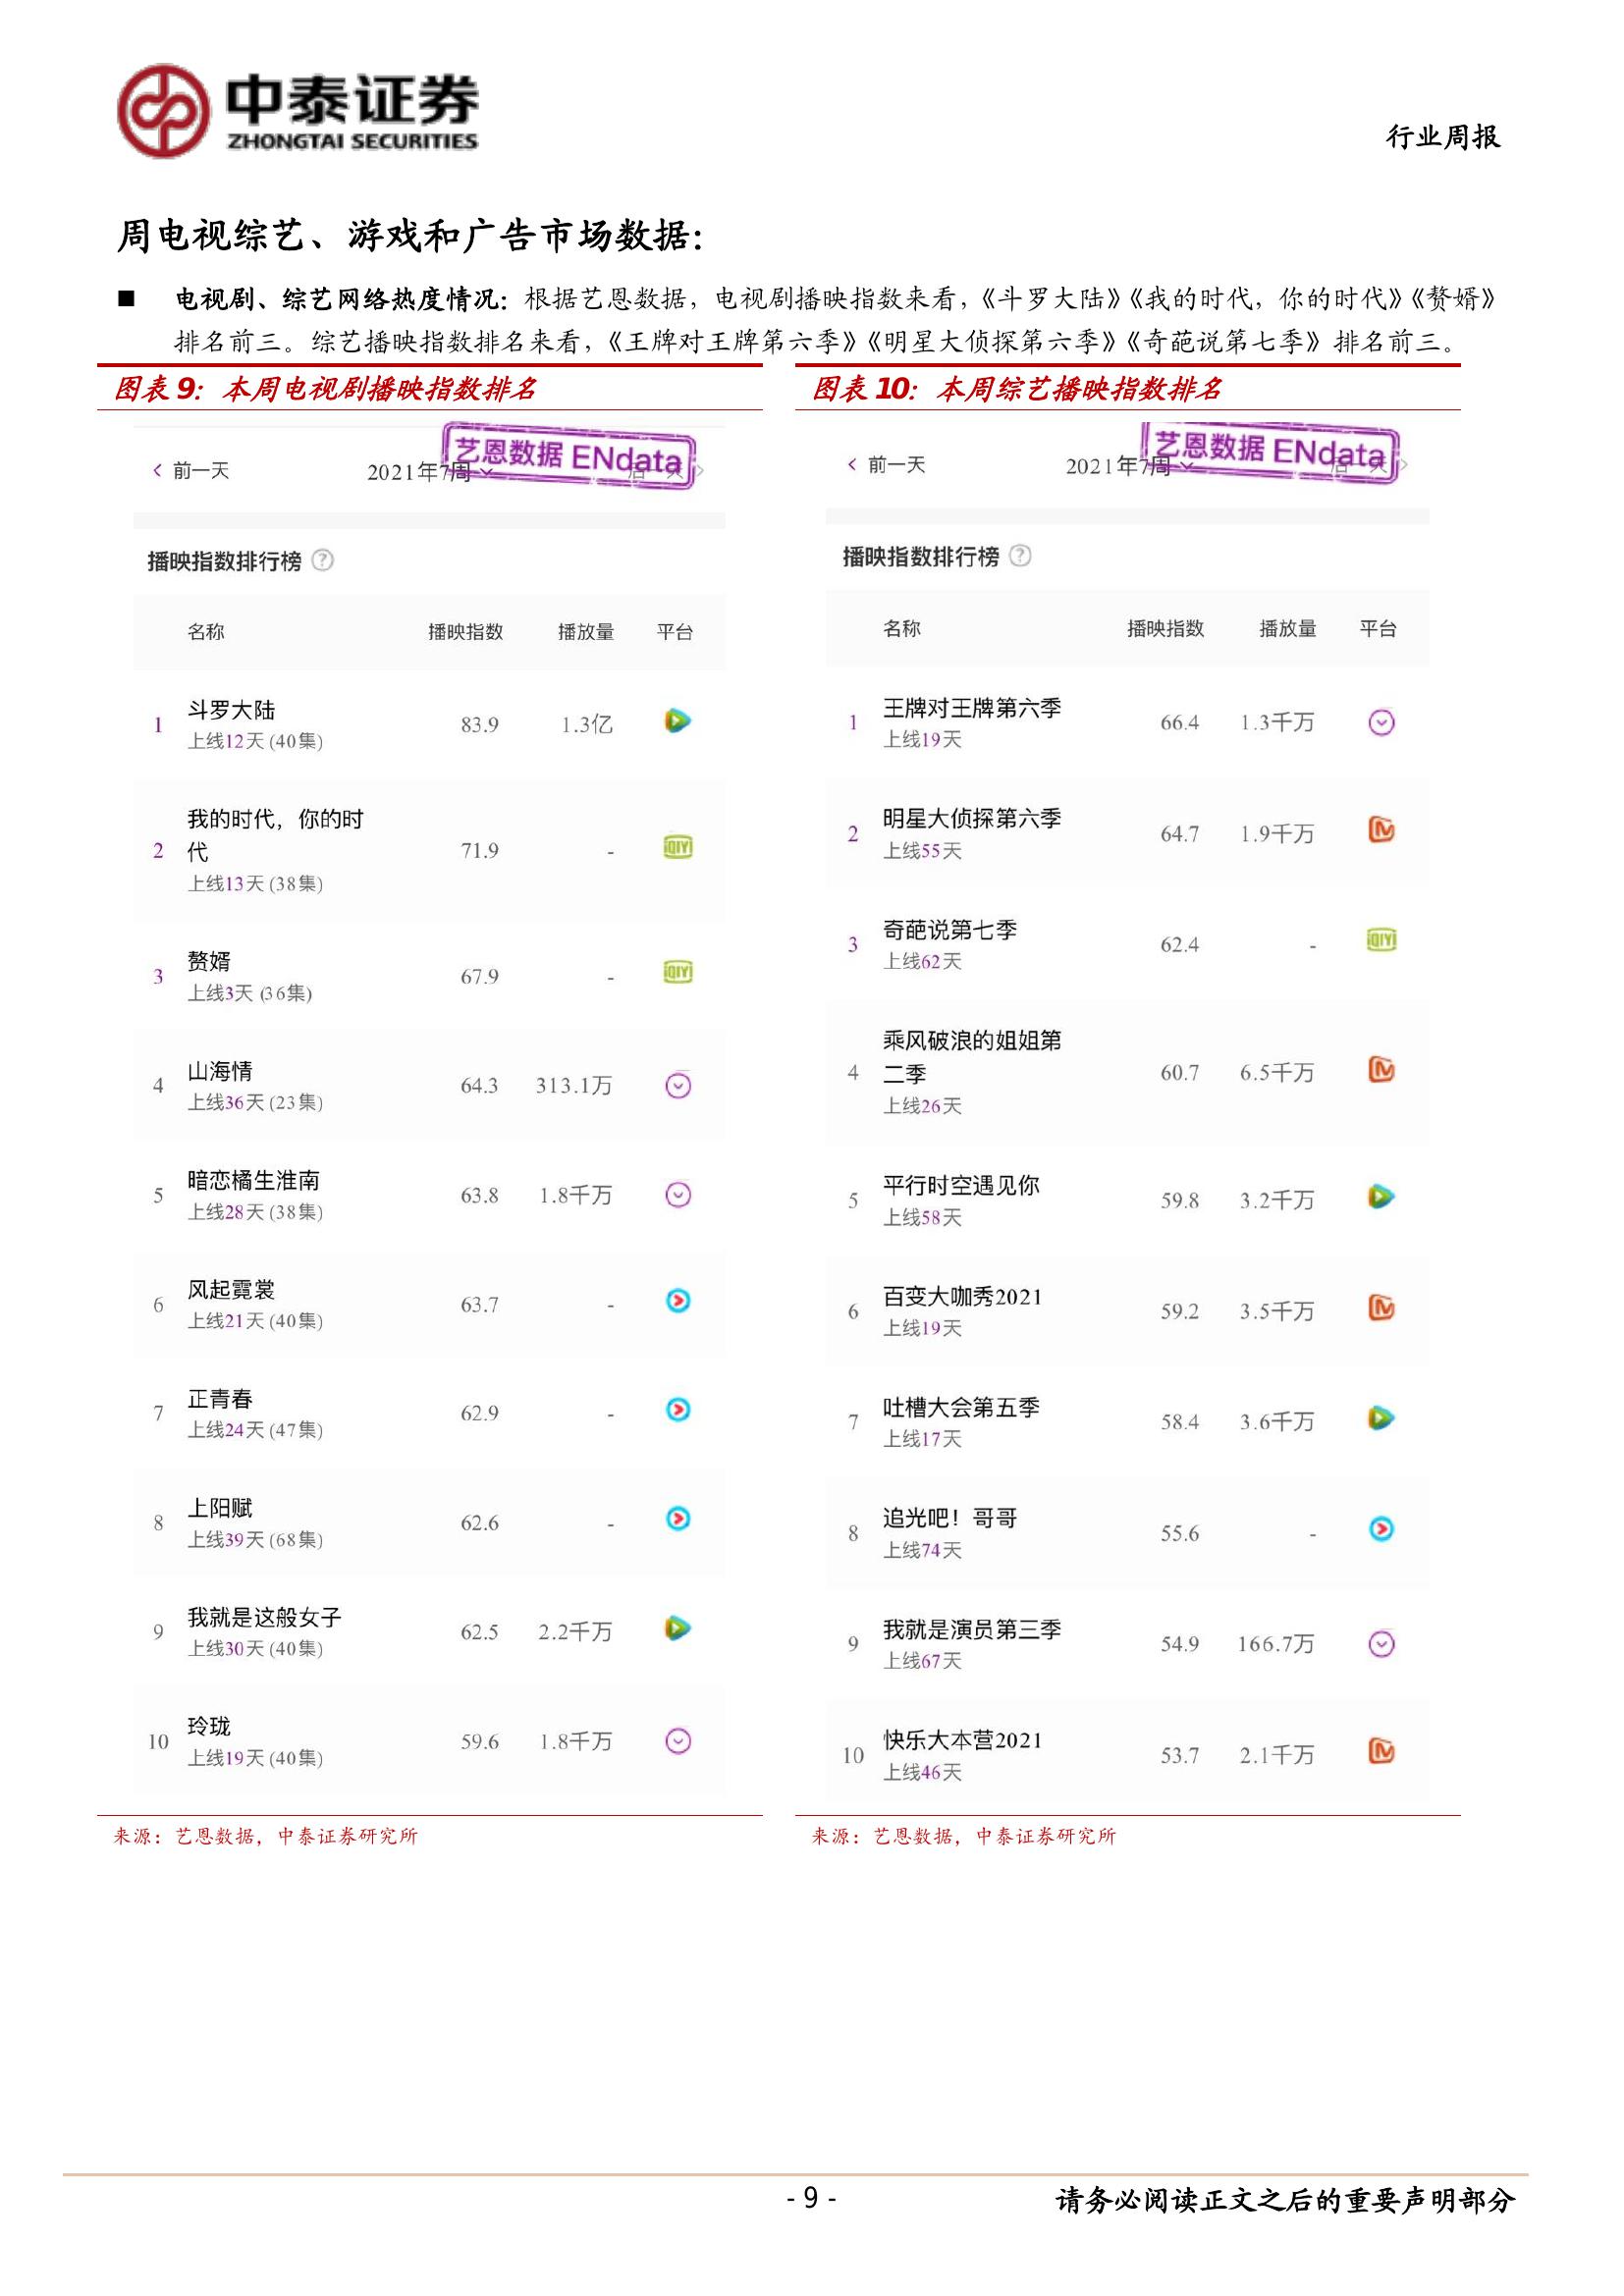 中泰证券
ZHONGTAI SECURITIES
行业周报
周电视综艺、游戏和广告市场数据:
■ 电视剧、综艺网络热度情况：根据艺恩数据，电视剧播映指数来看，《斗罗大陆》《我的时代，你的时代》《赘婿》
排名前三。综艺播映指数排名来看，《王牌对王牌第六季》《明星大侦探第六季》《奇葩说第七季》排名前三。
图表 9：本周电视剧播映指数排名
艺恩数据 ENdata
< 前一天 2021年7周
播映指数排行榜 ?
名称 播映指数 播放量 平台
1 斗罗大陆 83.9 1.3亿
上线12天 (40集)
我的时代，你的时
2 代 71.9 - iQIYI
上线13天 (38集)
3 赘婿 67.9 - iQIYI
上线3天 (36集)
4 山海情 64.3 313.1万
上线36天 (23集)
5 暗恋橘生淮南 63.8 1.8千万
上线28天 (38集)
6 风起霓裳 63.7 -
上线21天 (40集)
7 正青春 62.9 -
上线24天 (47集)
8 上阳赋 62.6 -
上线39天 (68集)
9 我就是这般女子 62.5 2.2千万
上线30天 (40集)
10 玲珑 59.6 1.8千万
上线19天 (40集)
来源：艺恩数据，中泰证券研究所
图表 10：本周综艺播映指数排名
艺恩数据 ENdata
< 前一天 2021年7周
播映指数排行榜 ?
名称 播映指数 播放量 平台
1 王牌对王牌第六季 66.4 1.3千万
上线19天
2 明星大侦探第六季 64.7 1.9千万
上线55天
3 奇葩说第七季 62.4 - iQIYI
上线62天
乘风破浪的姐姐第
4 二季 60.7 6.5千万
上线26天
5 平行时空遇见你 59.8 3.2千万
上线58天
6 百变大咖秀2021 59.2 3.5千万
上线19天
7 吐槽大会第五季 58.4 3.6千万
上线17天
8 追光吧！哥哥 55.6 -
上线74天
9 我就是演员第三季 54.9 166.7万
上线67天
10 快乐大本营2021 53.7 2.1千万
上线46天
来源：艺恩数据，中泰证券研究所
- 9 -
请务必阅读正文之后的重要声明部分